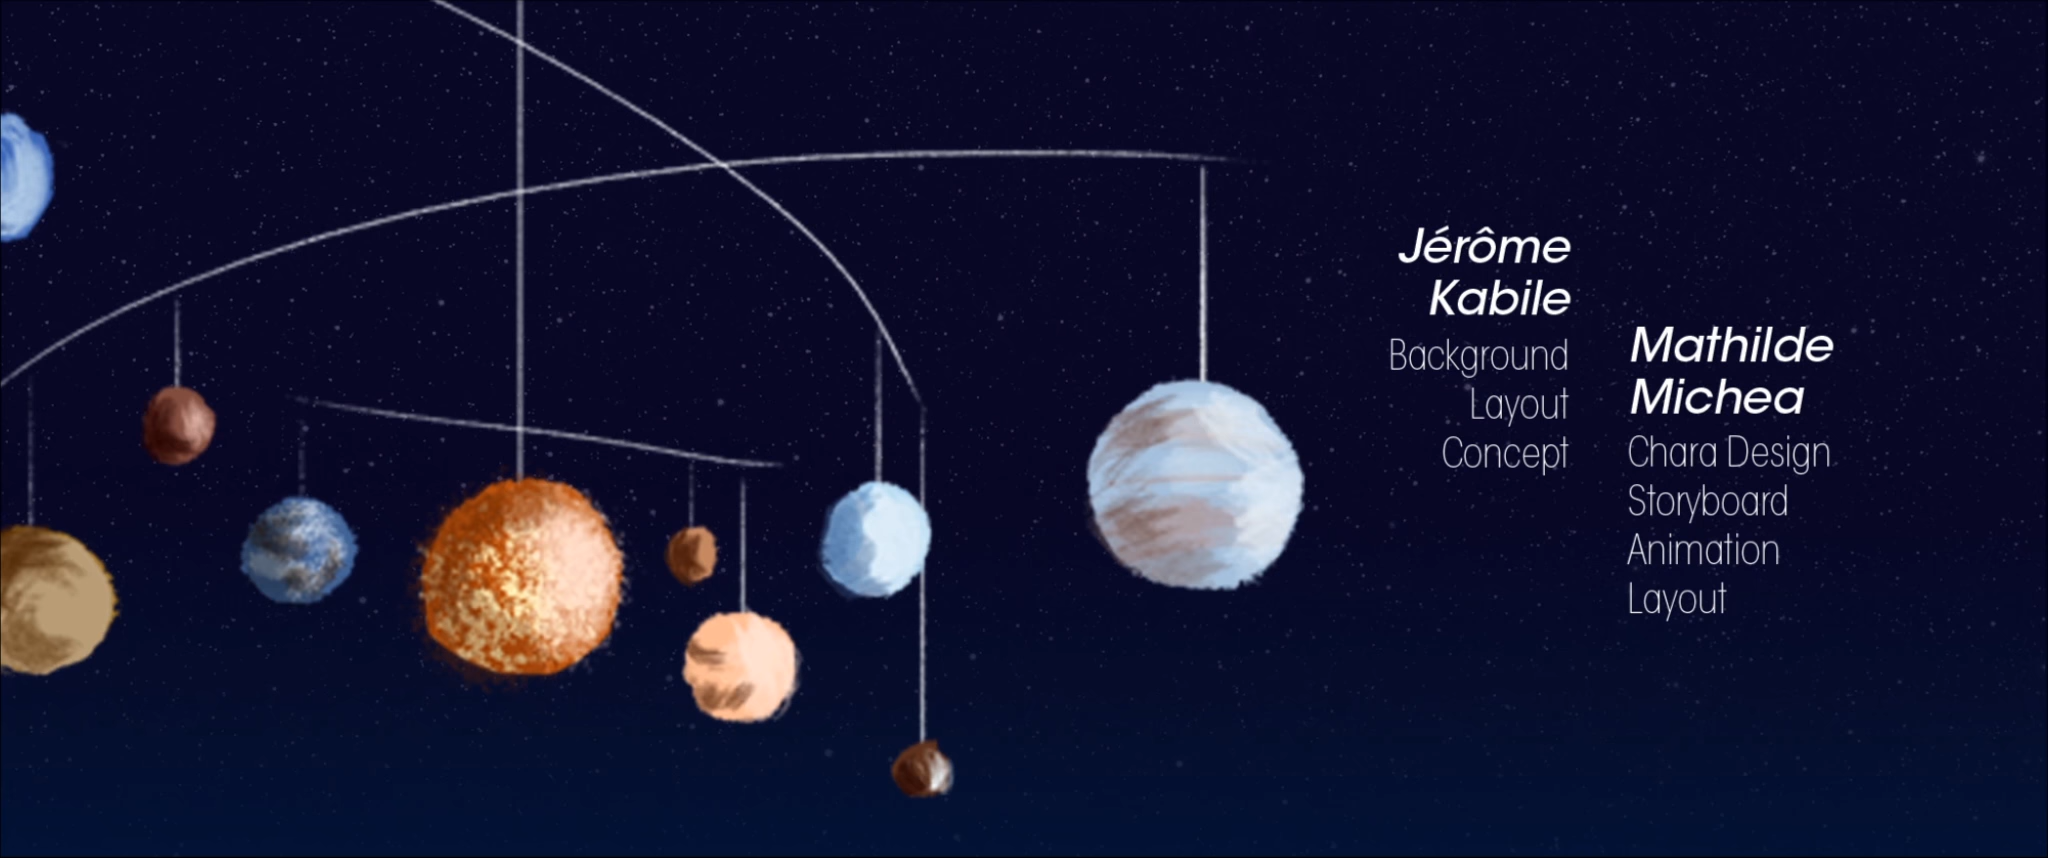 Jérôme
Kabile
Background
Layout
Concept
Mathilde
Michea
Chara Design
Storyboard
Animation
Layout